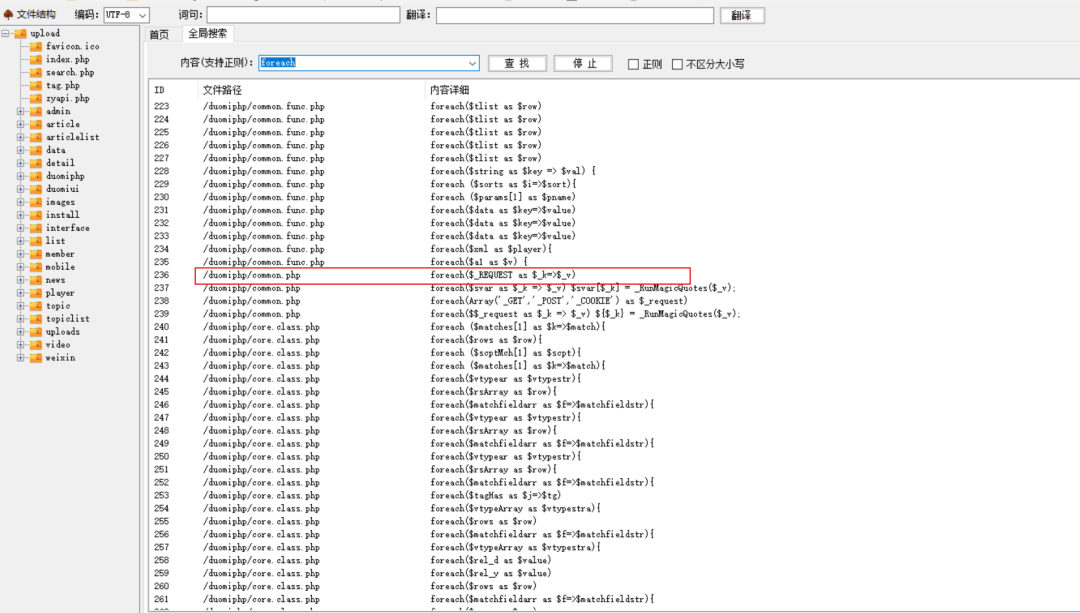 文件结构 编码: UTF-8 词句: 翻译: 翻译
首页 全局搜索
内容(支持正则): foreach 查 找 停 止 正则 不区分大小写
upload
favicon.ico
index.php
search.php
tag.php
zyapi.php
admin
article
articlelist
data
detail
duomiphp
duomiui
images
install
interface
list
member
mobile
news
player
topic
topiclist
uploads
video
weixin
ID 文件路径 内容详细
223 /duomiphp/common.func.php foreach($tlist as $row)
224 /duomiphp/common.func.php foreach($tlist as $row)
225 /duomiphp/common.func.php foreach($tlist as $row)
226 /duomiphp/common.func.php foreach($tlist as $row)
227 /duomiphp/common.func.php foreach($tlist as $row)
228 /duomiphp/common.func.php foreach($string as $key => $val) {
229 /duomiphp/common.func.php foreach ($sorts as $i=>$sort){
230 /duomiphp/common.func.php foreach ($params[1] as $pname)
231 /duomiphp/common.func.php foreach($data as $key=>$value)
232 /duomiphp/common.func.php foreach($data as $key=>$value)
233 /duomiphp/common.func.php foreach($data as $key=>$value)
234 /duomiphp/common.func.php foreach($xml as $player){
235 /duomiphp/common.func.php foreach($a1 as $v) {
236 /duomiphp/common.php foreach($_REQUEST as $_k=>$_v)
237 /duomiphp/common.php foreach($svar as $_k => $_v) $svar[$_k] = _RunMagicQuotes($_v);
238 /duomiphp/common.php foreach(Array('_GET','_POST','_COOKIE') as $_request)
239 /duomiphp/common.php foreach($$_request as $_k => $_v) ${$_k} = _RunMagicQuotes($_v);
240 /duomiphp/core.class.php foreach ($matches[1] as $k=>$match){
241 /duomiphp/core.class.php foreach ($rows as $row){
242 /duomiphp/core.class.php foreach ($scptMch[1] as $scpt){
243 /duomiphp/core.class.php foreach ($matches[1] as $k=>$match){
244 /duomiphp/core.class.php foreach($vtypear as $vtypestr){
245 /duomiphp/core.class.php foreach($rsArray as $row){
246 /duomiphp/core.class.php foreach($matchfieldarr as $f=>$matchfieldstr){
247 /duomiphp/core.class.php foreach($vtypear as $vtypestr){
248 /duomiphp/core.class.php foreach($rsArray as $row){
249 /duomiphp/core.class.php foreach($matchfieldarr as $f=>$matchfieldstr){
250 /duomiphp/core.class.php foreach($vtypear as $vtypestr){
251 /duomiphp/core.class.php foreach($rsArray as $row){
252 /duomiphp/core.class.php foreach($matchfieldarr as $f=>$matchfieldstr){
253 /duomiphp/core.class.php foreach($tagHas as $j=>$tg)
254 /duomiphp/core.class.php foreach($vtypeArray as $vtypestra){
255 /duomiphp/core.class.php foreach($rows as $row)
256 /duomiphp/core.class.php foreach($matchfieldarr as $f=>$matchfieldstr){
257 /duomiphp/core.class.php foreach($vtypeArray as $vtypestra){
258 /duomiphp/core.class.php foreach($rel_d as $value)
259 /duomiphp/core.class.php foreach($rel_y as $value)
260 /duomiphp/core.class.php foreach($rows as $row)
261 /duomiphp/core.class.php foreach($matchfieldarr as $f=>$matchfieldstr){